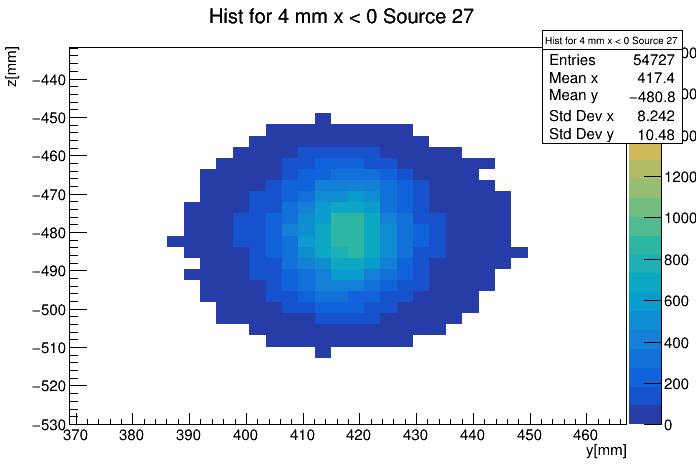 Hist for 4 mm x < 0 Source 27
z[mm]
Hist for 4 mm x < 0 Source 27
Entries 54727
Mean x 417.4
Mean y −480.8
Std Dev x 8.242
Std Dev y 10.48
−440
−450
−460
−470
−480
−490
−500
−510
−520
−530
1200
1000
800
600
400
200
0
370 380 390 400 410 420 430 440 450 460
y[mm]